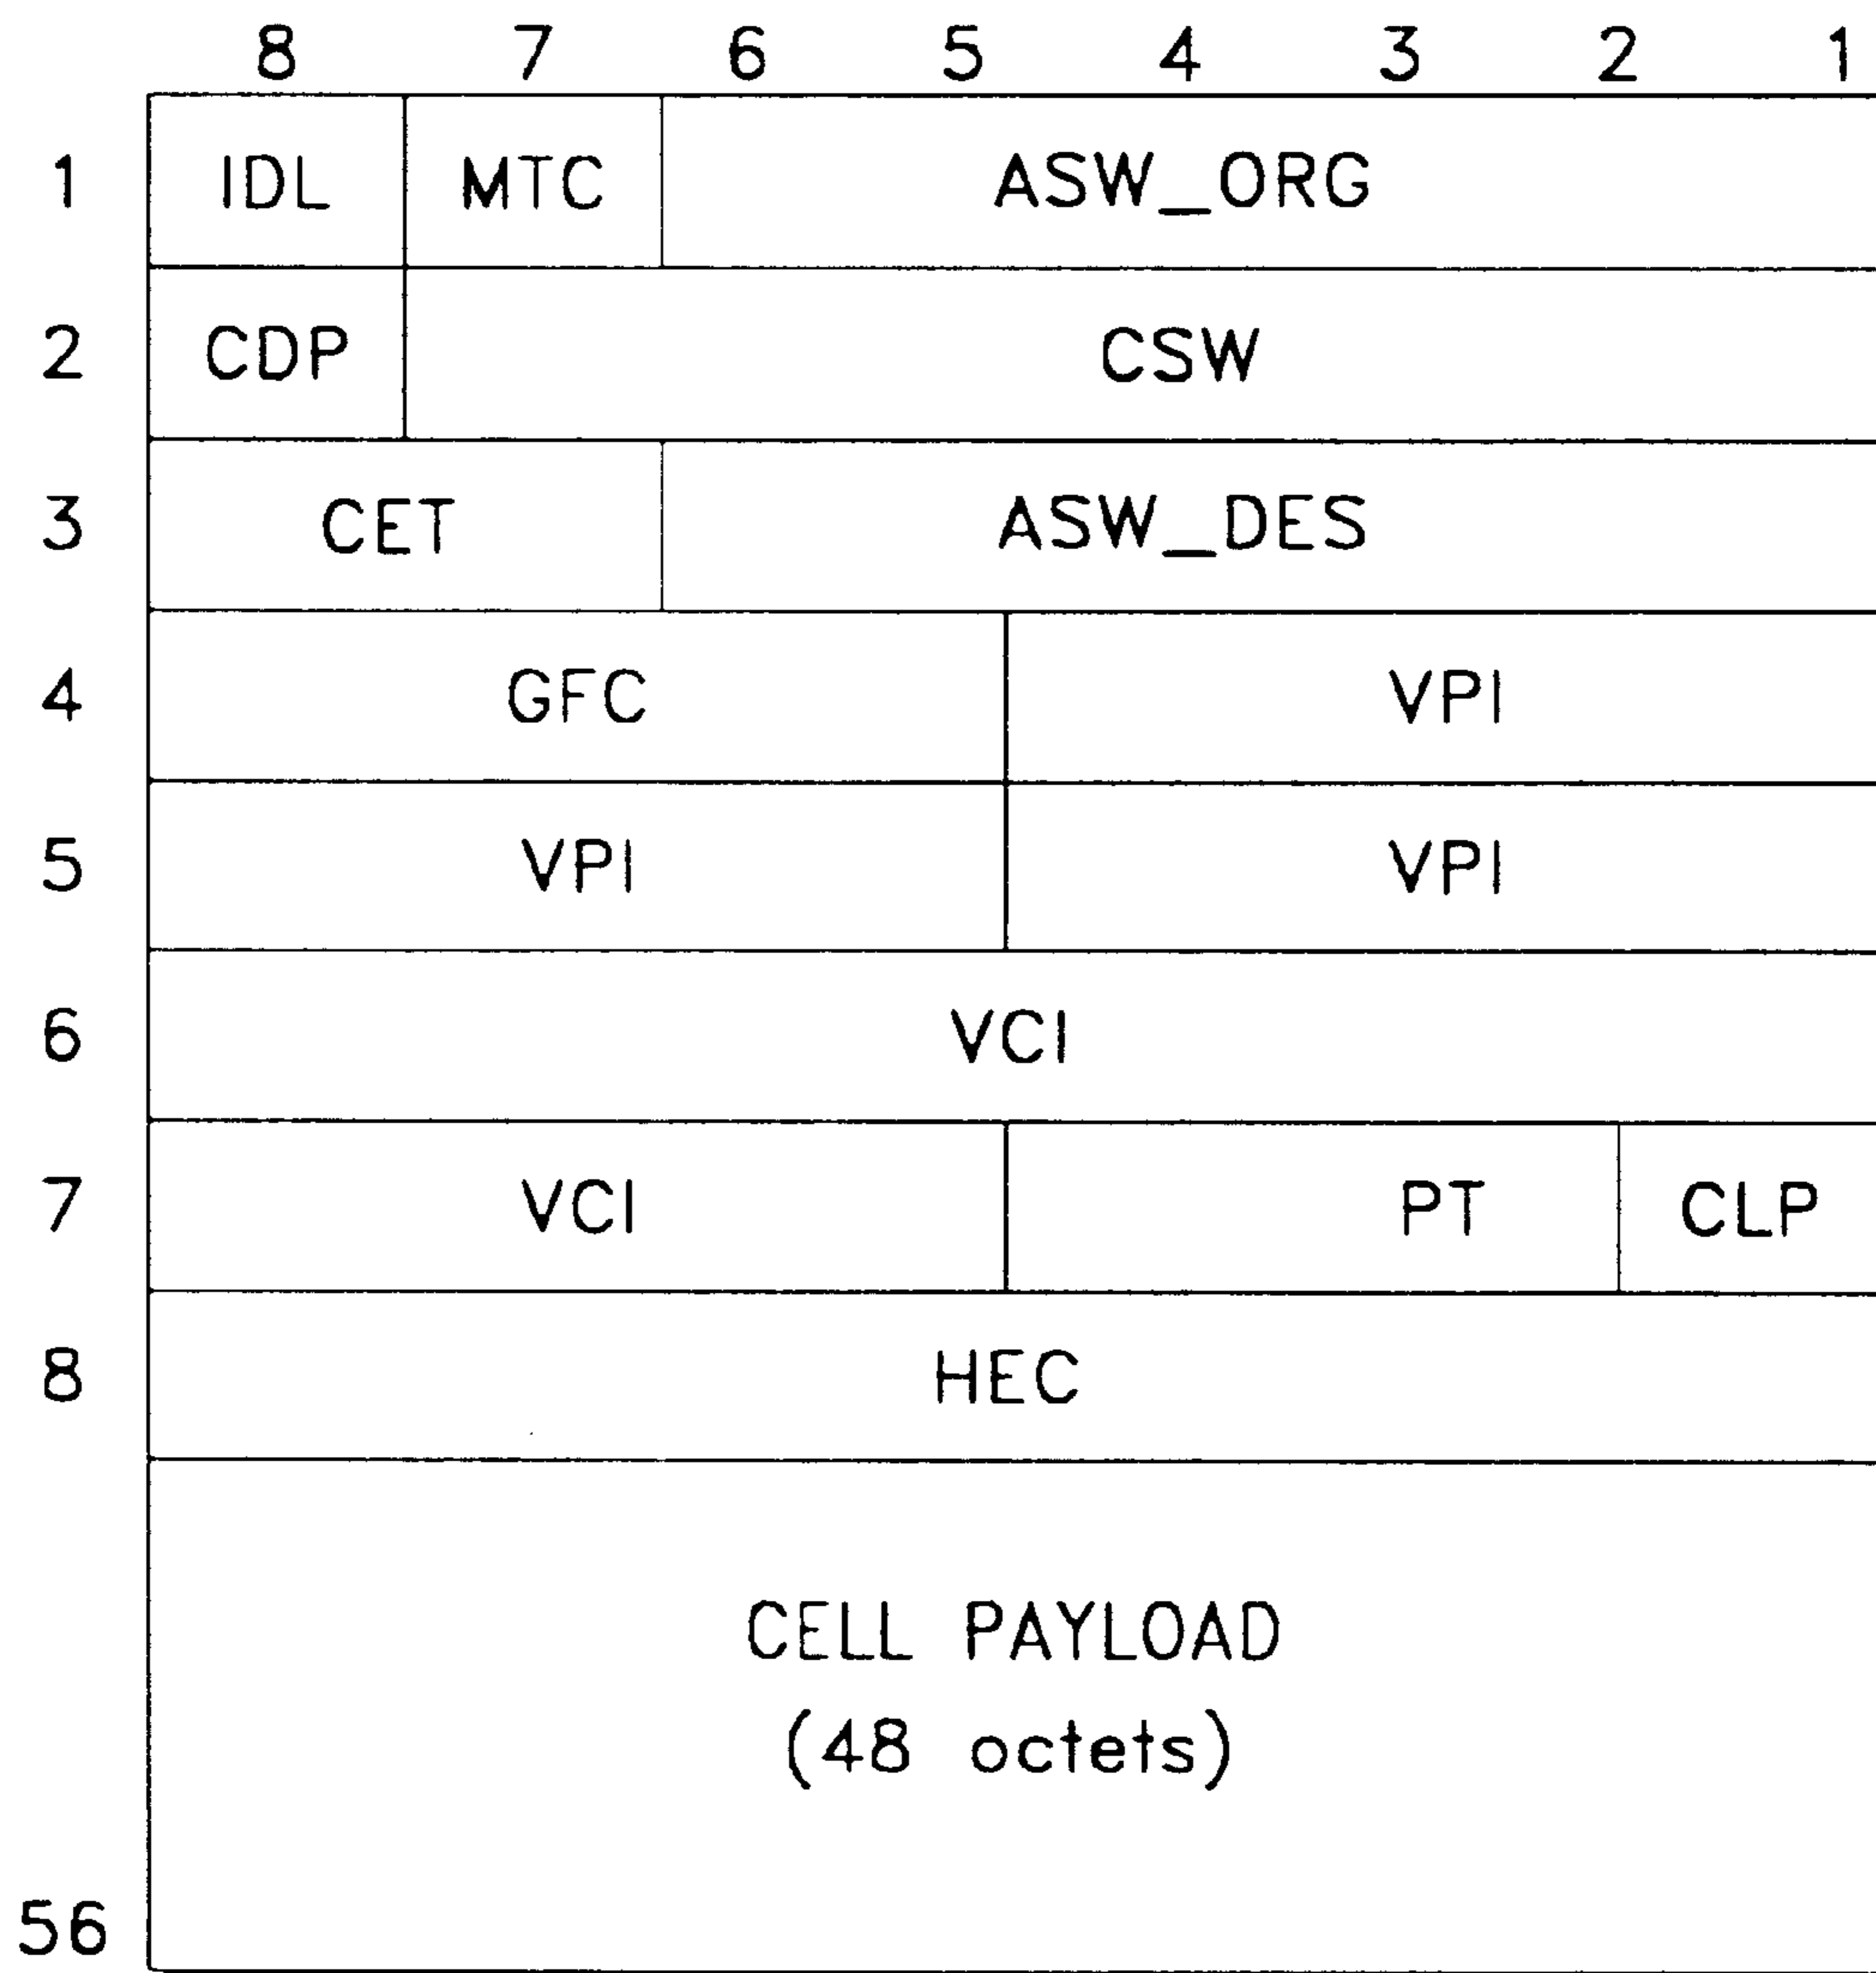 8 7 6 5 4 3 2 1
1 IDL MTC ASW_ORG
2 CDP CSW
3 CET ASW_DES
4 GFC VPI
5 VPI VPI
6 VCI
7 VCI PT CLP
8 HEC
CELL PAYLOAD
(48 octets)
56